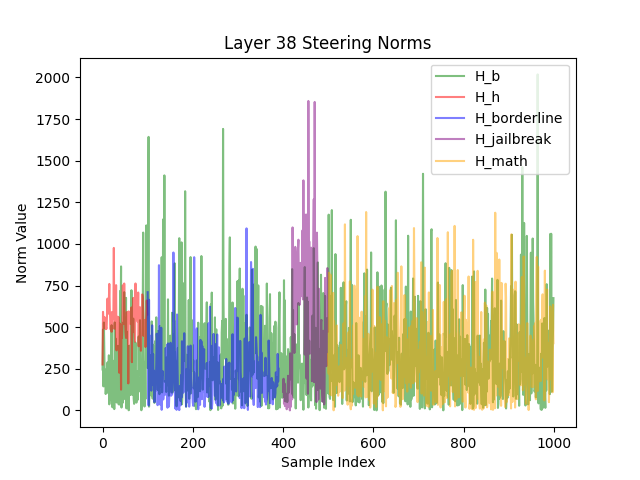 Layer 38 Steering Norms
Norm Value
2000
1750
1500
1250
1000
750
500
250
0
H_b
H_h
H_borderline
H_jailbreak
H_math
0
200
400
600
800
1000
Sample Index